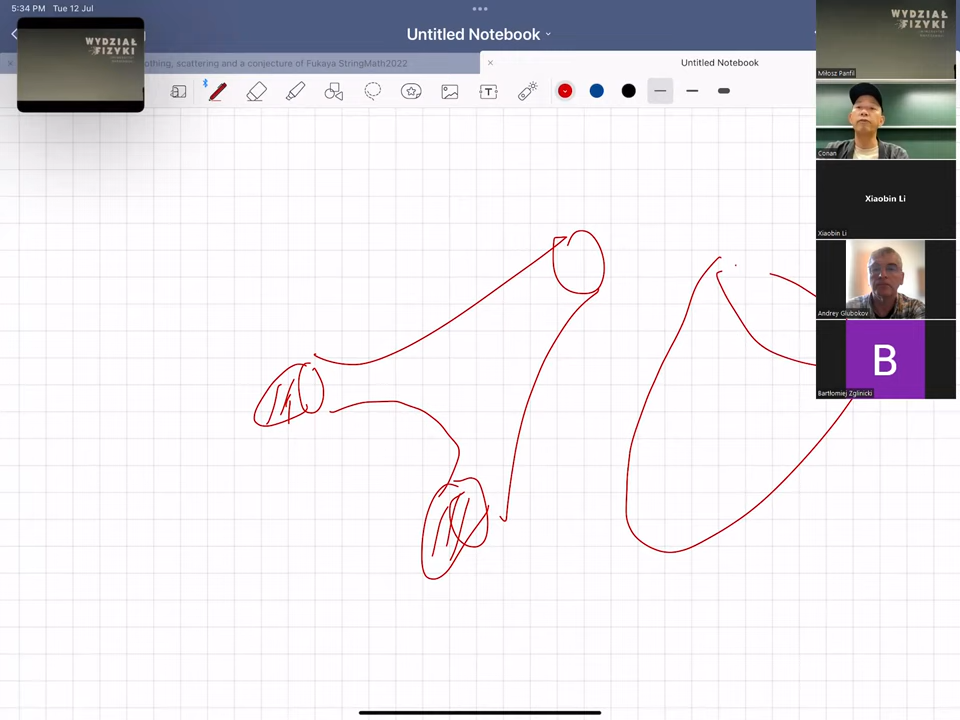 5:34 PM Tue 12 Jul
Untitled Notebook
WYDZIAŁ
FIZYKI
othing, scattering and a conjecture of Fukaya StringMath2022
Untitled Notebook
T
WYDZIAŁ
FIZYKI
Miłosz Panfil
Conan
Xiaobin Li
Xiaobin Li
Andrey Glubokov
B
Bartłomiej Zglinicki